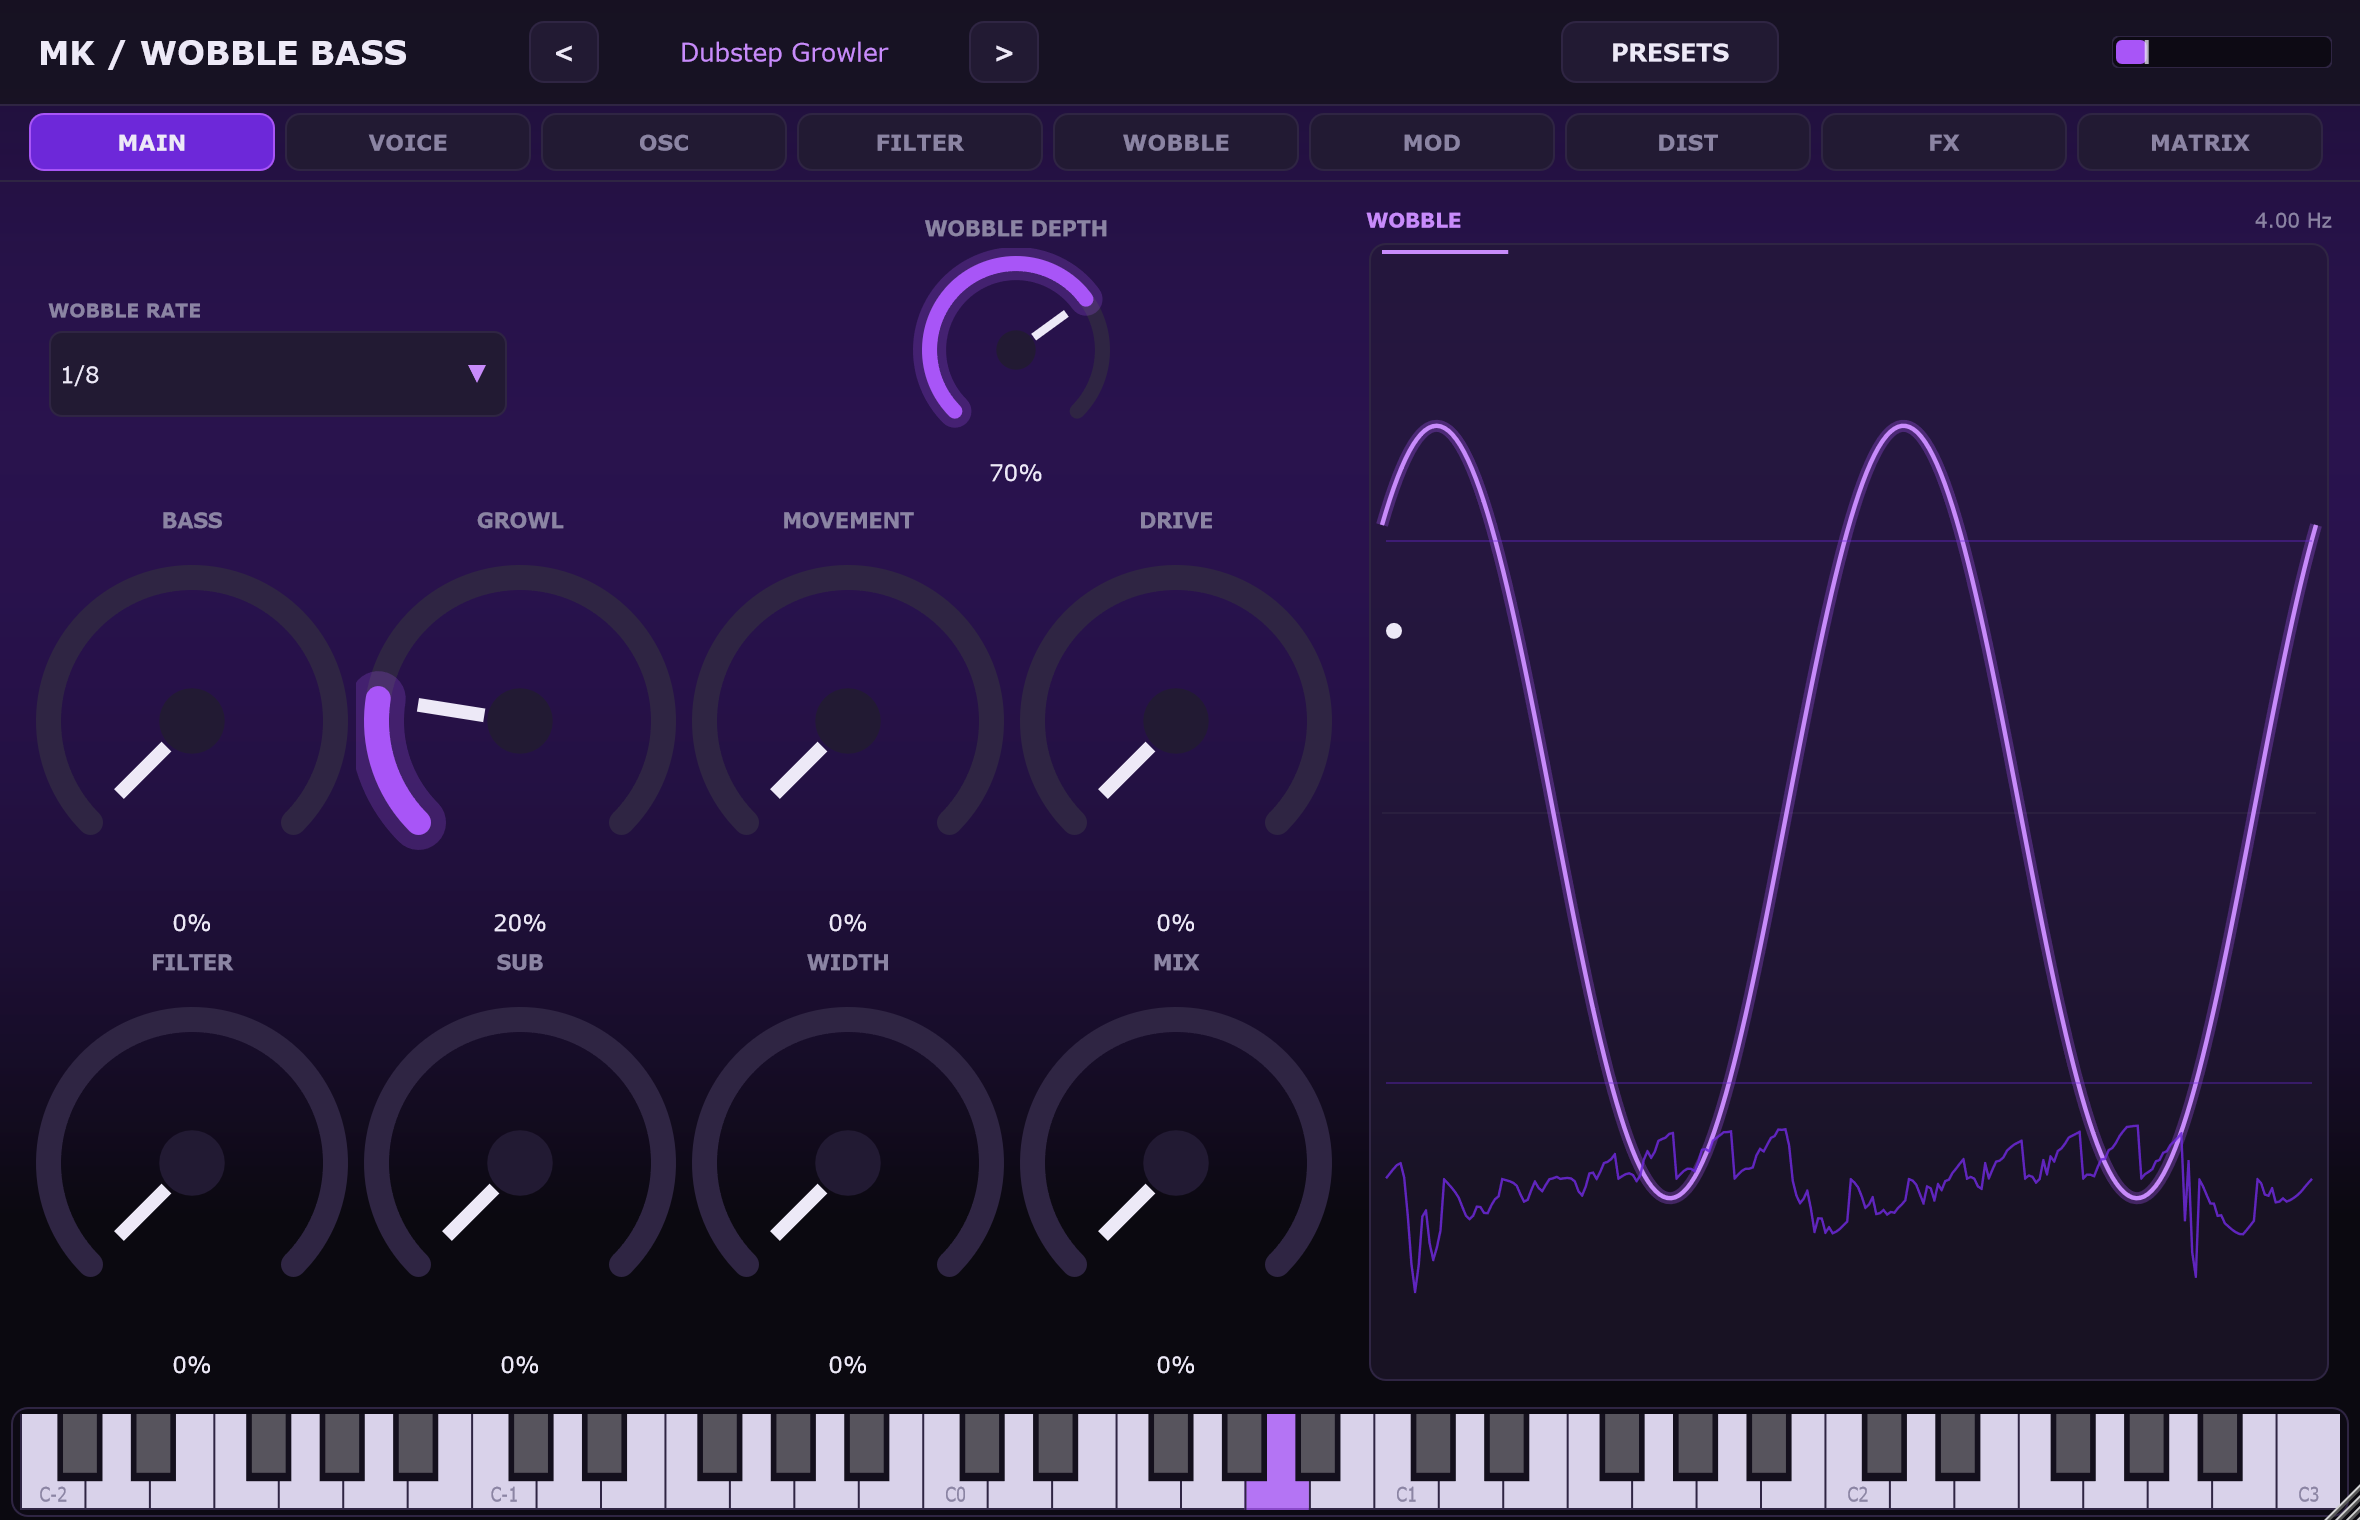 MK / WOBBLE BASS
<
Dubstep Growler
>
PRESETS
MAIN
VOICE
OSC
FILTER
WOBBLE
MOD
DIST
FX
MATRIX
WOBBLE DEPTH
WOBBLE
4.00 Hz
WOBBLE RATE
1/8
70%
BASS
GROWL
MOVEMENT
DRIVE
0%
20%
0%
0%
FILTER
SUB
WIDTH
MIX
0%
0%
0%
0%
C-2
C-1
C0
C1
C2
C3